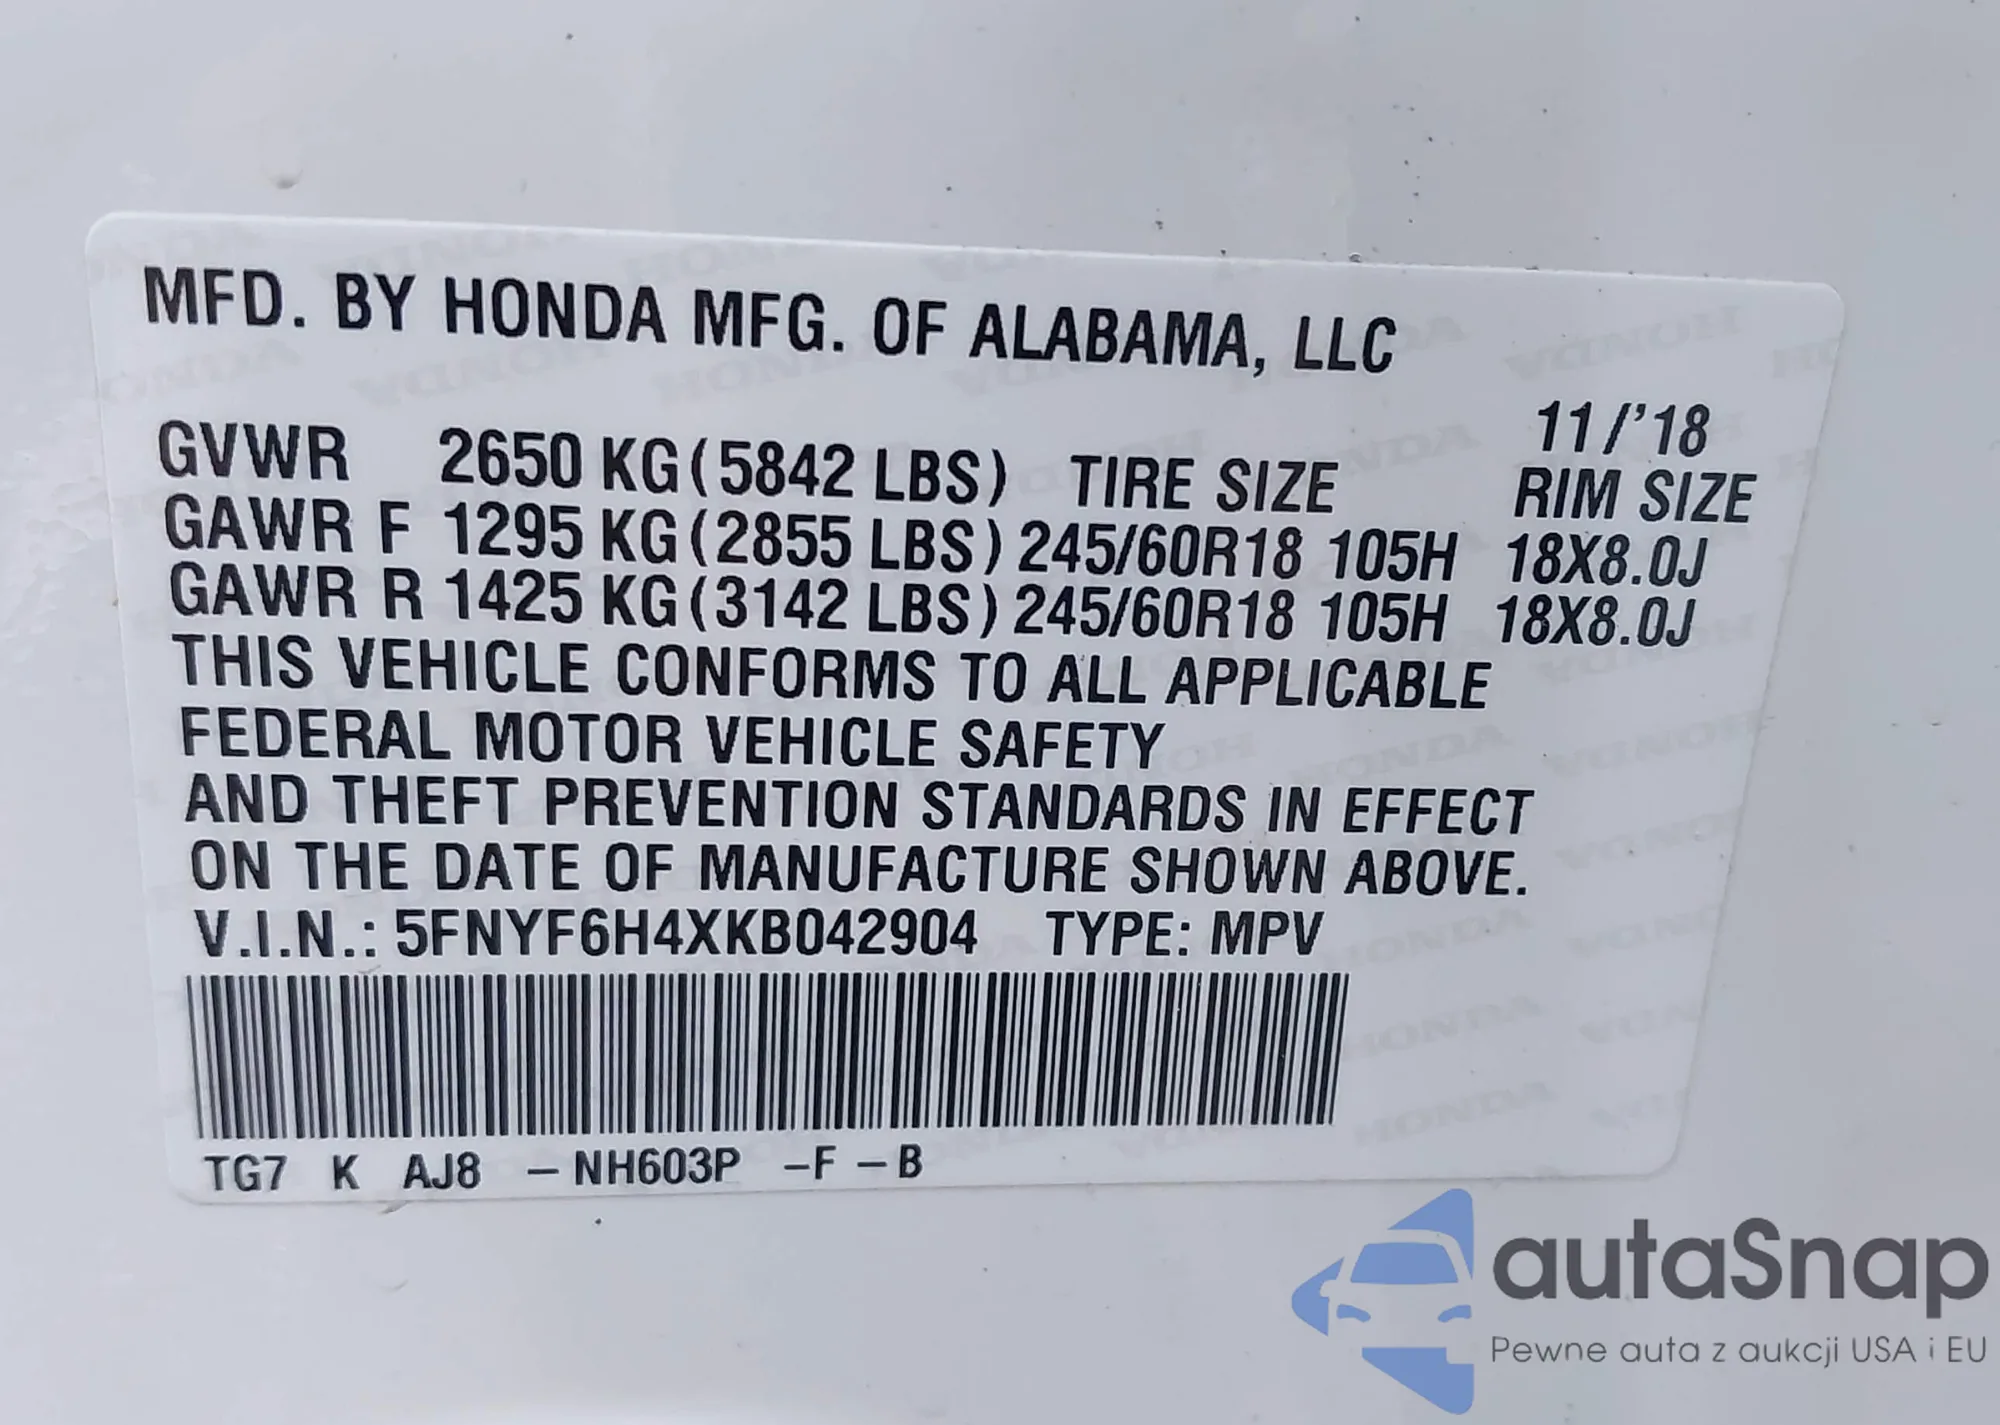 MFD. BY HONDA MFG. OF ALABAMA, LLC
11/'18
GVWR 2650 KG (5842 LBS) TIRE SIZE RIM SIZE
GAWR F 1295 KG (2855 LBS) 245/60R18 105H 18X8.0J
GAWR R 1425 KG (3142 LBS) 245/60R18 105H 18X8.0J
THIS VEHICLE CONFORMS TO ALL APPLICABLE
FEDERAL MOTOR VEHICLE SAFETY
AND THEFT PREVENTION STANDARDS IN EFFECT
ON THE DATE OF MANUFACTURE SHOWN ABOVE.
V.I.N.: 5FNYF6H4XKB042904 TYPE: MPV
TG7 K AJ8 –NH603P –F –B
autaSnap
Pewne auta z aukcji USA i EU